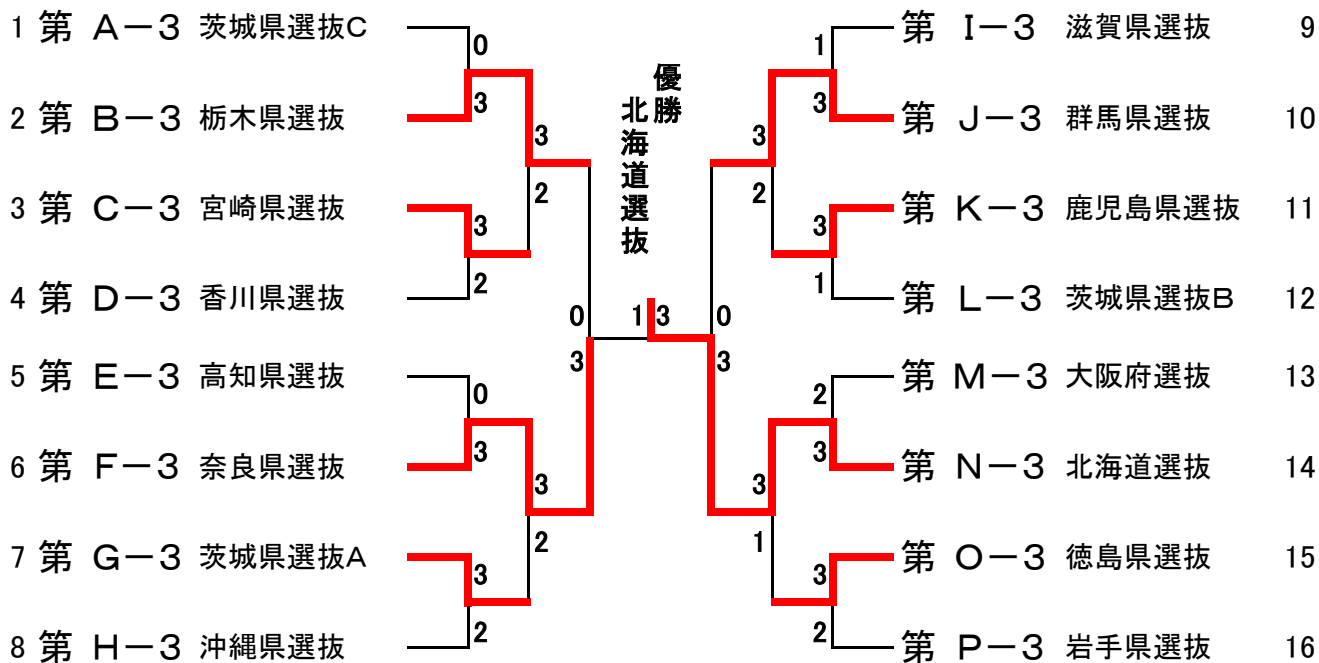 1 第 A－3 茨城県選抜C
2 第 B－3 栃木県選抜
3 第 C－3 宮崎県選抜
4 第 D－3 香川県選抜
5 第 E－3 高知県選抜
6 第 F－3 奈良県選抜
7 第 G－3 茨城県選抜A
8 第 H－3 沖縄県選抜
0
3
3
2
3
2
0
3
0
3
3
2
3
2
優勝
北海道選抜
1 3
1
3
3
2
3
1
0
3
2
3
3
1
3
2
第 I－3 滋賀県選抜 9
第 J－3 群馬県選抜 10
第 K－3 鹿児島県選抜 11
第 L－3 茨城県選抜B 12
第 M－3 大阪府選抜 13
第 N－3 北海道選抜 14
第 O－3 徳島県選抜 15
第 P－3 岩手県選抜 16